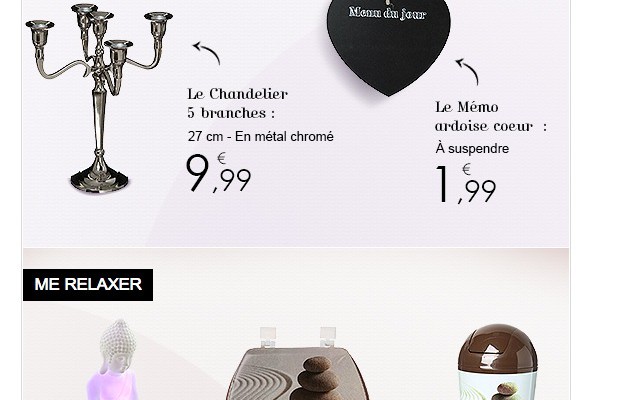 Menu du jour
Le Chandelier
5 branches :
27 cm - En métal chromé
9,99 €
Le Mémo
ardoise coeur :
À suspendre
1,99 €
ME RELAXER